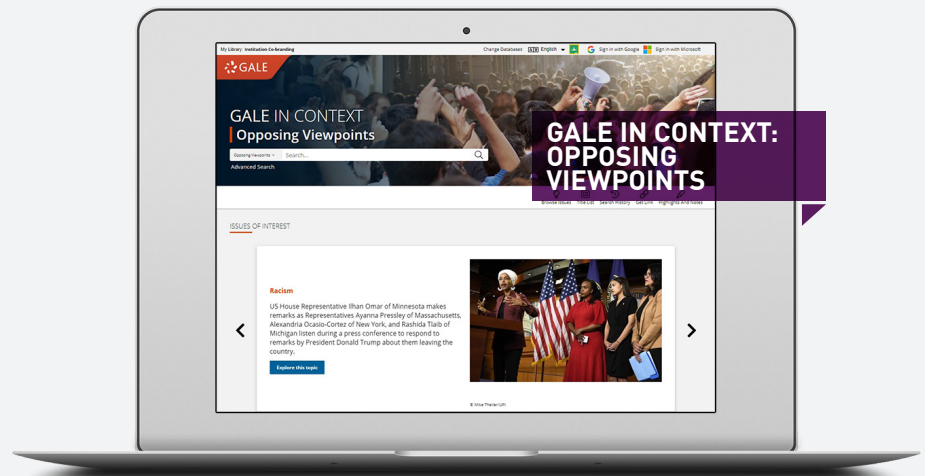 My Library: Institution Co-branding
Change Databases English Sign in with Google Sign in with Microsoft
GALE
GALE IN CONTEXT
Opposing Viewpoints
Opposing Viewpoints Search...
Advanced Search
GALE IN CONTEXT:
OPPOSING
VIEWPOINTS
Browse Issues Title List Search History Get Link Highlights And Notes
ISSUES OF INTEREST
Racism
US House Representative Ilhan Omar of Minnesota makes
remarks as Representatives Ayanna Pressley of Massachusetts,
Alexandria Ocasio-Cortez of New York, and Rashida Tlaib of
Michigan listen during a press conference to respond to
remarks by President Donald Trump about them leaving the
country.
Explore this topic
© Mike Theiler/UPI